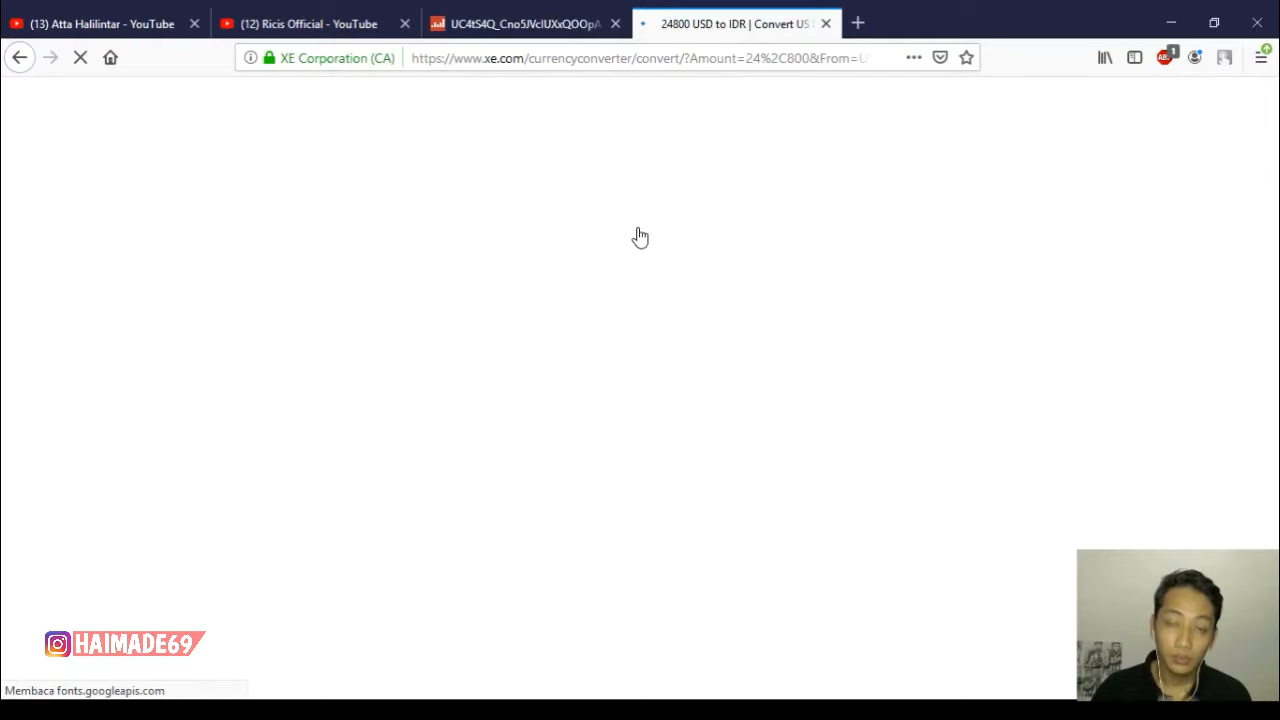 (13) Atta Halilintar - YouTube
(12) Ricis Official - YouTube
24800 USD to IDR | Convert US
XE Corporation (CA)
https://www.xe.com/currencyconverter/convert/?Amount=24%2C800&From=U
1
HAIMADE69
Membaca fonts.googleapis.com